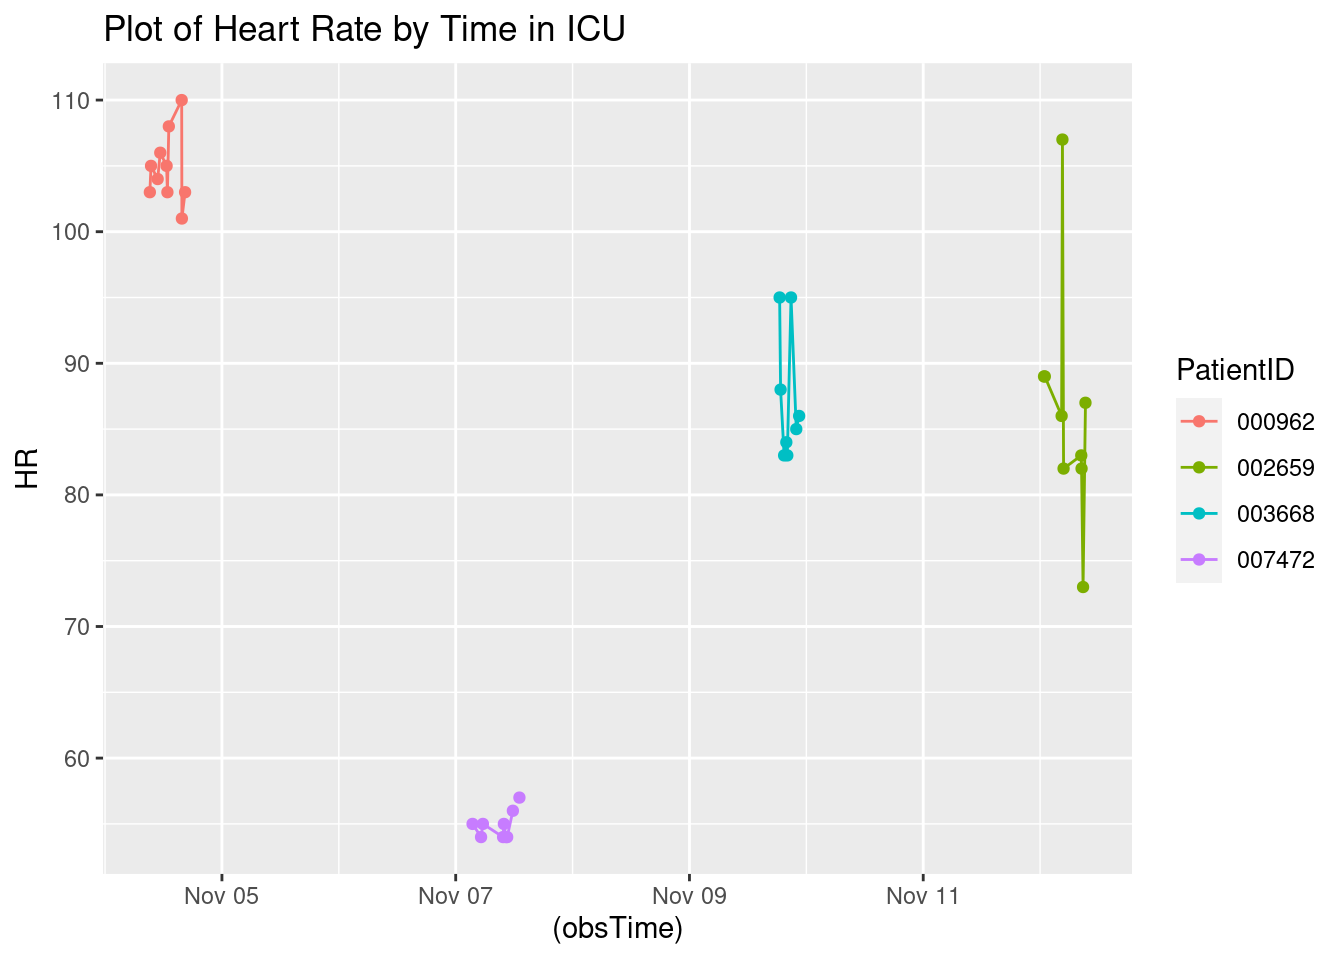 Plot of Heart Rate by Time in ICU
110
100
90
80
70
60
HR
Nov 05
Nov 07
Nov 09
Nov 11
(obsTime)
PatientID
000962
002659
003668
007472